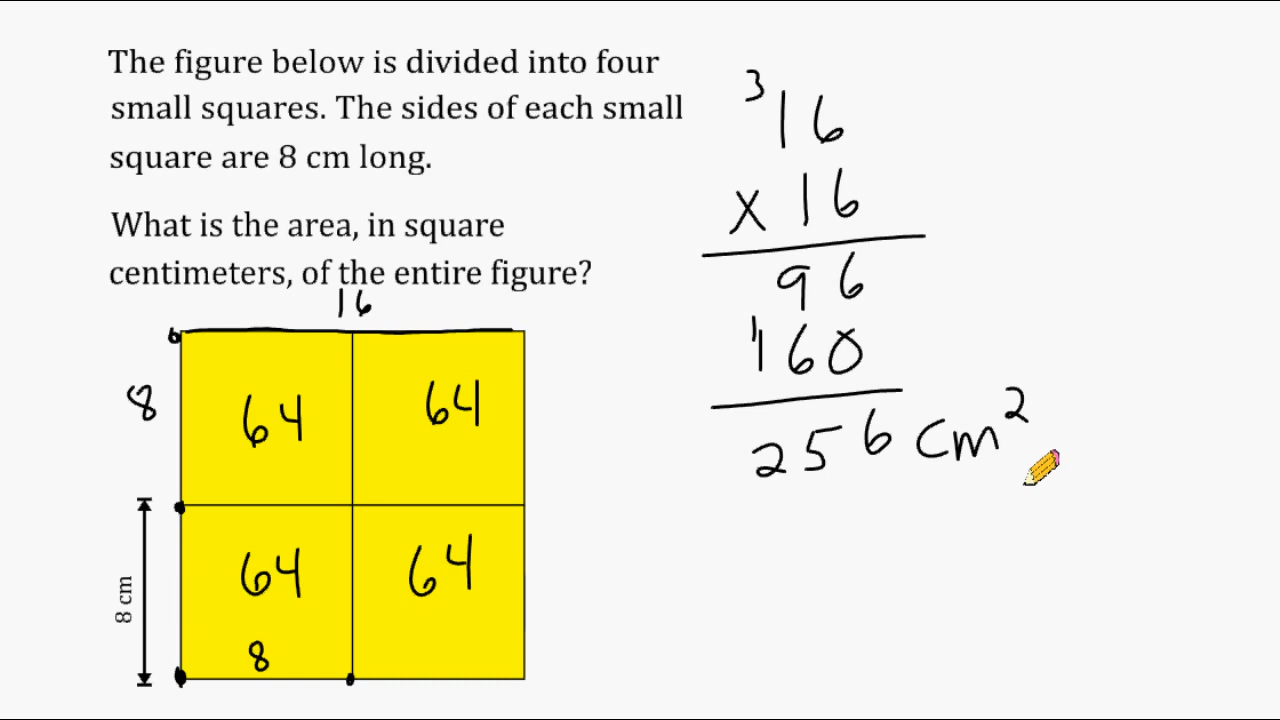 The figure below is divided into four
small squares. The sides of each small
square are 8 cm long.
What is the area, in square
centimeters, of the entire figure?
16
8
64 64
64 64
8
8 cm
3
16
x 16
96
1
160
256 cm²